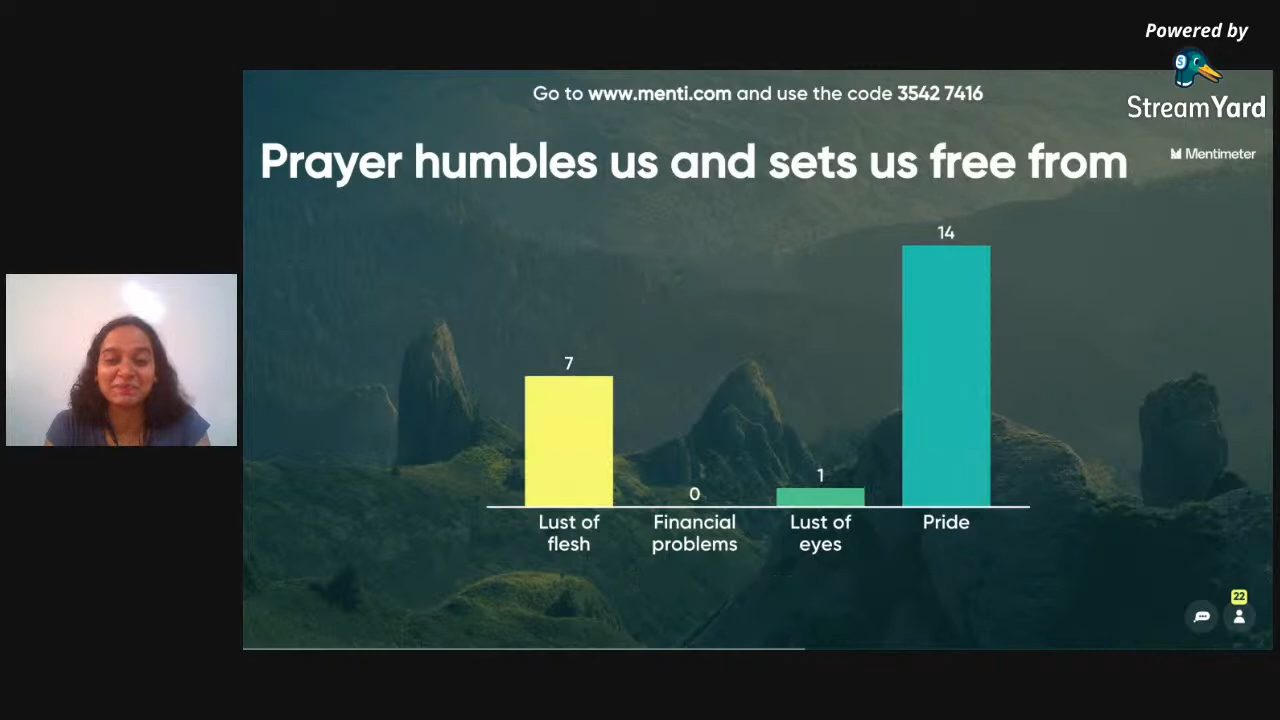 Powered by
StreamYard
Go to www.menti.com and use the code 3542 7416
Prayer humbles us and sets us free from
Mentimeter
14
7
1
0
Lust of
flesh
Financial
problems
Lust of
eyes
Pride
22